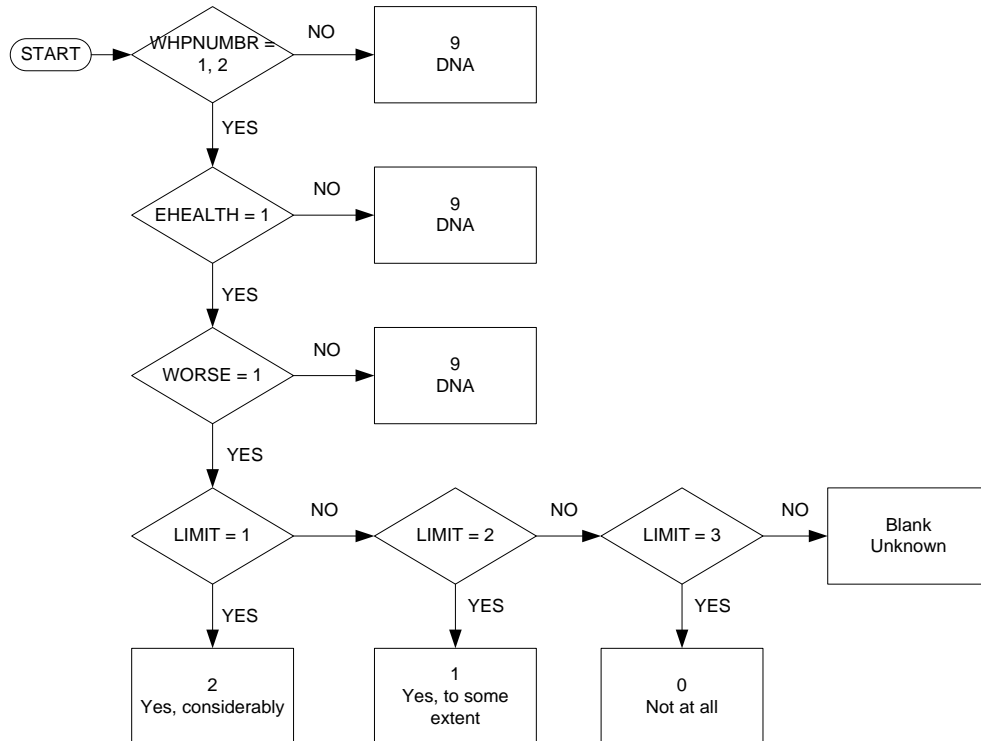 START
WHPNUMBR =
1, 2
NO
9
DNA
YES
EHEALTH = 1
NO
9
DNA
YES
WORSE = 1
NO
9
DNA
YES
LIMIT = 1
NO
LIMIT = 2
NO
LIMIT = 3
NO
Blank
Unknown
YES
YES
YES
2
Yes, considerably
1
Yes, to some
extent
0
Not at all